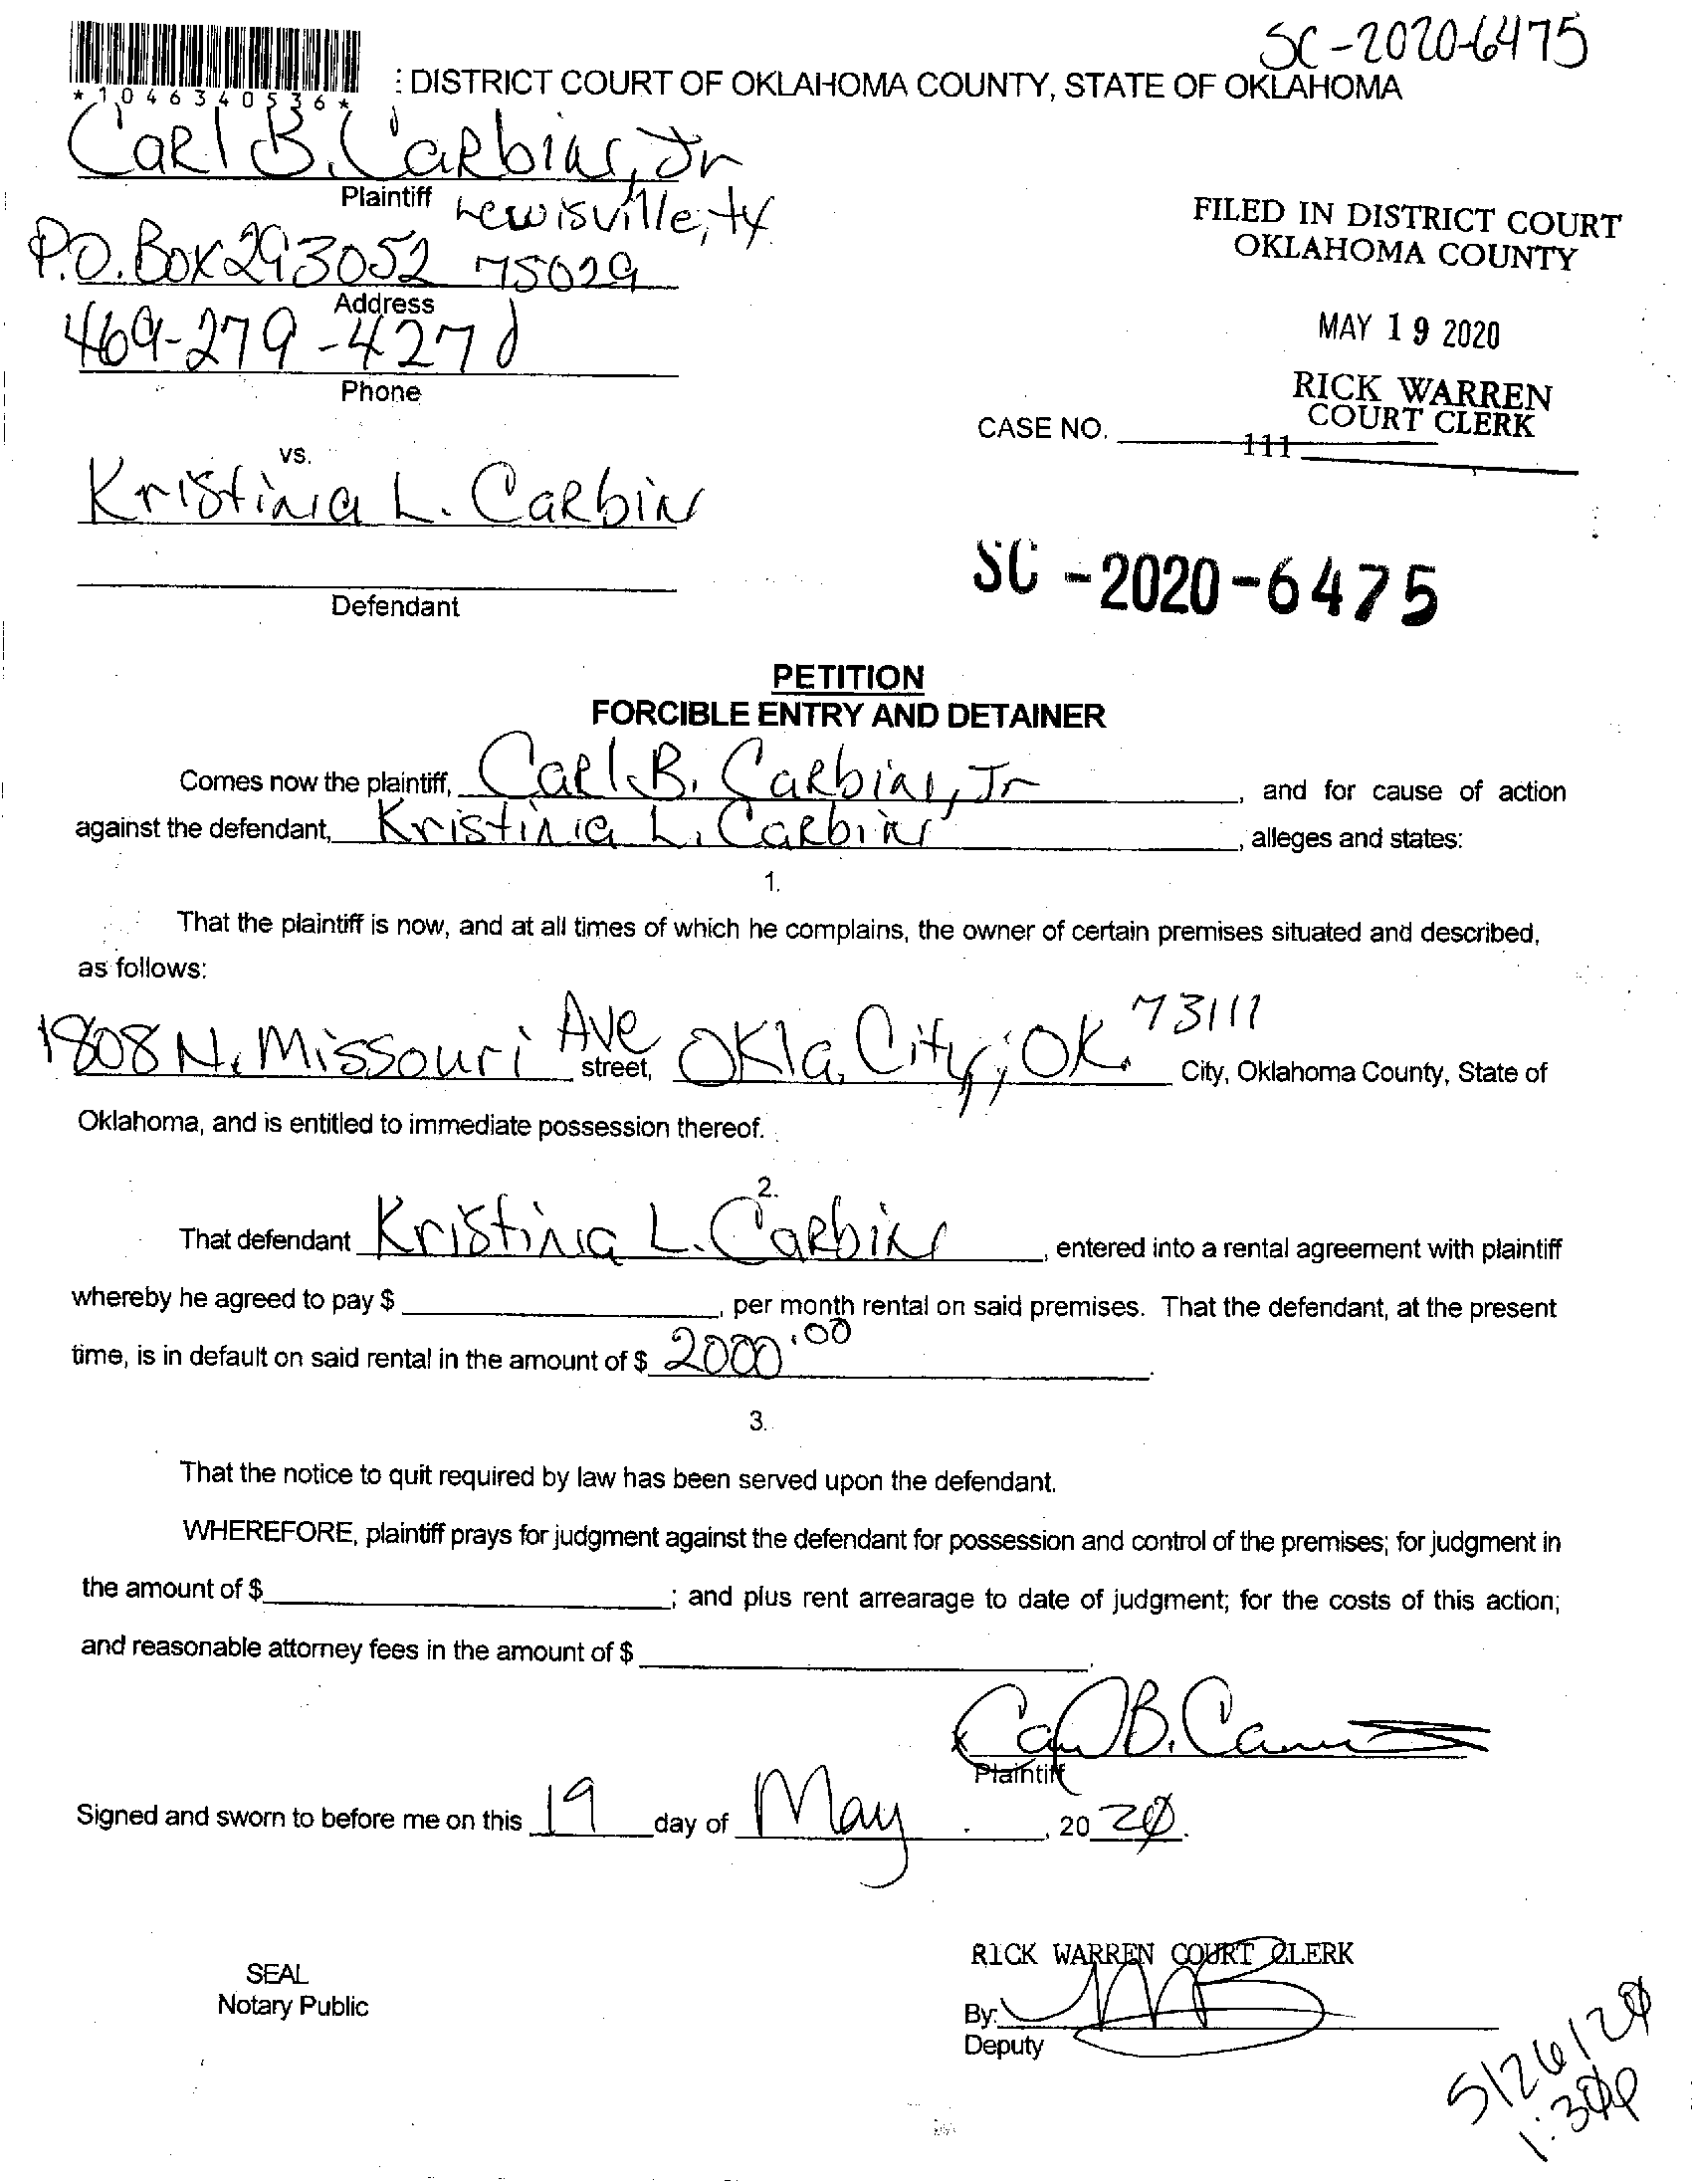 SC-2020-6475
: DISTRICT COURT OF OKLAHOMA COUNTY, STATE OF OKLAHOMA
*1046340536*
Carl B. Carbin, Jr
Plaintiff
Lewisville, tx
P.O. Box 293052 75029
Address
469-279-4270
Phone
FILED IN DISTRICT COURT
OKLAHOMA COUNTY
MAY 19 2020
RICK WARREN
COURT CLERK
CASE NO.
111
vs.
Kristinia L. Carbin
Defendant
SC-2020-6475
PETITION
FORCIBLE ENTRY AND DETAINER
Comes now the plaintiff, Carl B. Carbin, Jr, and for cause of action
against the defendant, Kristinia L. Carbin, alleges and states:
1.
That the plaintiff is now, and at all times of which he complains, the owner of certain premises situated and described,
as follows:
1808 N. Missouri Ave street, Okla. City, OK. 73111 City, Oklahoma County, State of
Oklahoma, and is entitled to immediate possession thereof.
2.
That defendant Kristinia L. Carbin, entered into a rental agreement with plaintiff
whereby he agreed to pay $ , per month rental on said premises. That the defendant, at the present
time, is in default on said rental in the amount of $ 2000.00.
3.
That the notice to quit required by law has been served upon the defendant.
WHEREFORE, plaintiff prays for judgment against the defendant for possession and control of the premises; for judgment in
the amount of $ ; and plus rent arrearage to date of judgment; for the costs of this action;
and reasonable attorney fees in the amount of $ .
Carl B. Car
Plaintiff
Signed and sworn to before me on this 19 day of May, 2020.
RICK WARREN COURT CLERK
SEAL
Notary Public
By:
Deputy
5/26/20
1:30p